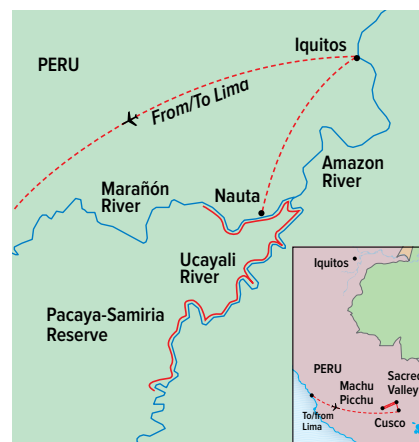 Iquitos
PERU
From/To Lima
Amazon
River
Marañón
River
Nauta
Ucayali
River
Pacaya-Samiria
Reserve
Iquitos
PERU
Machu
Picchu
Sacred
Valley
To/from
Lima
Cusco